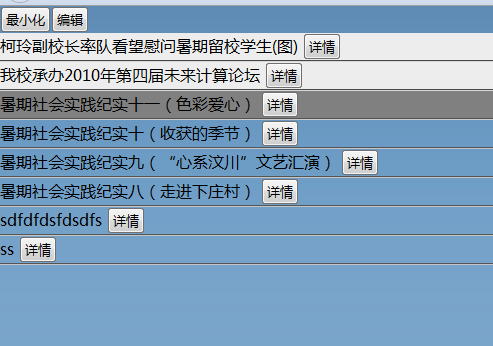 最小化 编辑
柯玲副校长率队看望慰问暑期留校学生(图) 详情
我校承办2010年第四届未来计算论坛 详情
暑期社会实践纪实十一（色彩爱心） 详情
暑期社会实践纪实十（收获的季节） 详情
暑期社会实践纪实九（“心系汶川”文艺汇演） 详情
暑期社会实践纪实八（走进下庄村） 详情
sdfdfdsfdsdfs 详情
ss 详情